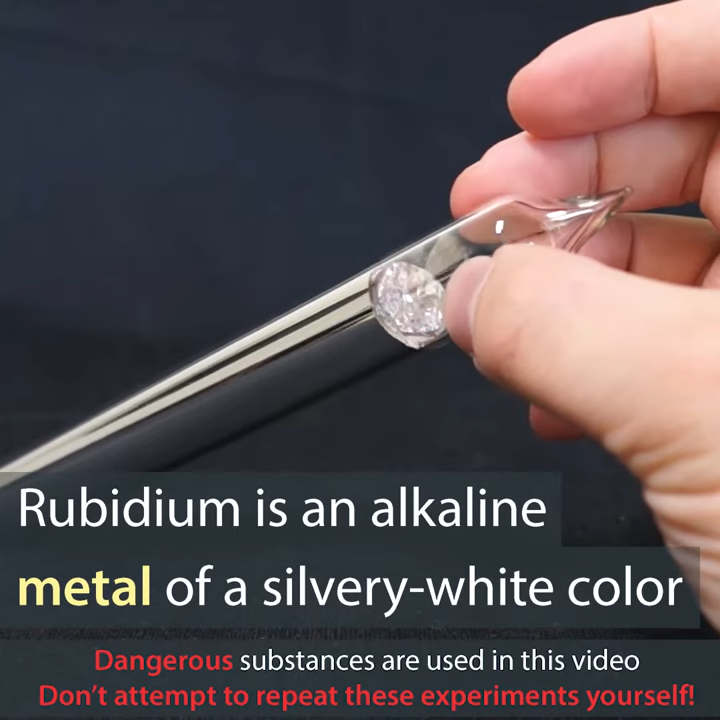 Rubidium is an alkaline
metal of a silvery-white color
Dangerous substances are used in this video
Don't attempt to repeat these experiments yourself!